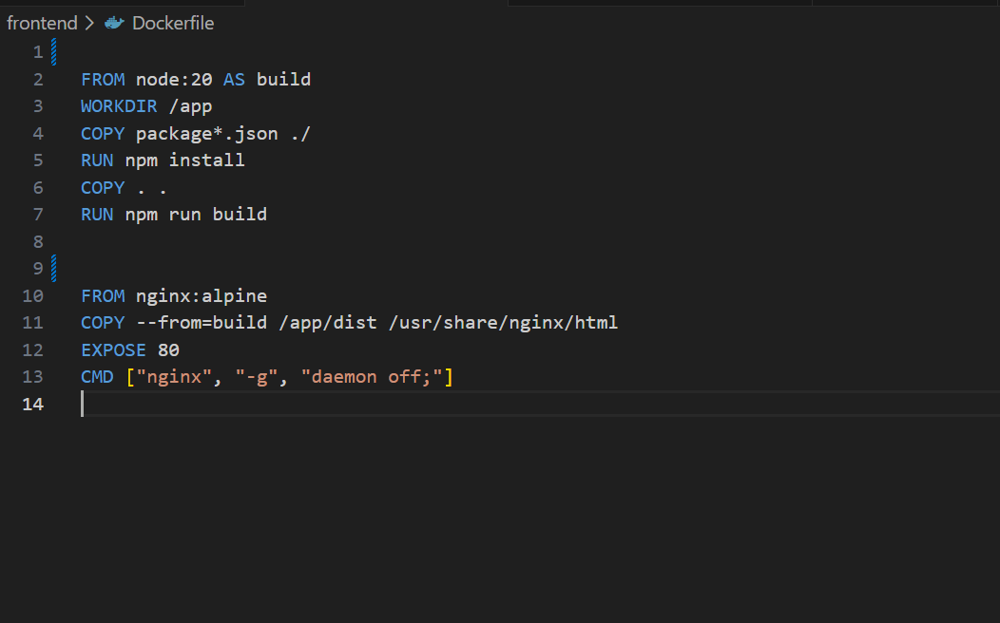 frontend > Dockerfile
1
2 FROM node:20 AS build
3 WORKDIR /app
4 COPY package*.json ./
5 RUN npm install
6 COPY . .
7 RUN npm run build
8
9
10 FROM nginx:alpine
11 COPY --from=build /app/dist /usr/share/nginx/html
12 EXPOSE 80
13 CMD ["nginx", "-g", "daemon off;"]
14